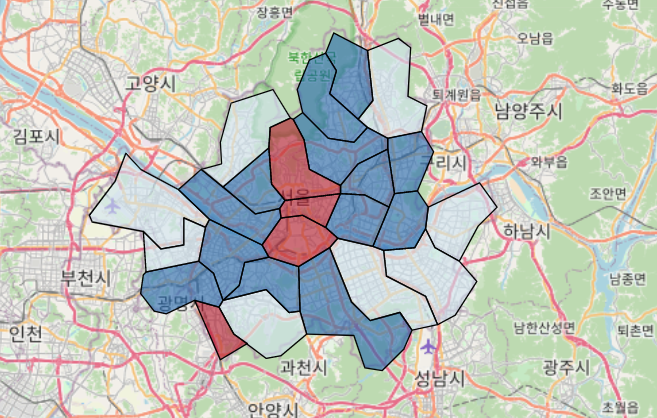 장흥면
별내면
진접읍
수동면
오남읍
북한산국
립공원
고양시
퇴계원읍
화도읍
남양주시
김포시
구리시
와부읍
조안면
서울
하남시
부천시
남종면
광명시
인천
남한산성면
퇴촌면
과천시
성남시
광주시
안양시
초월읍